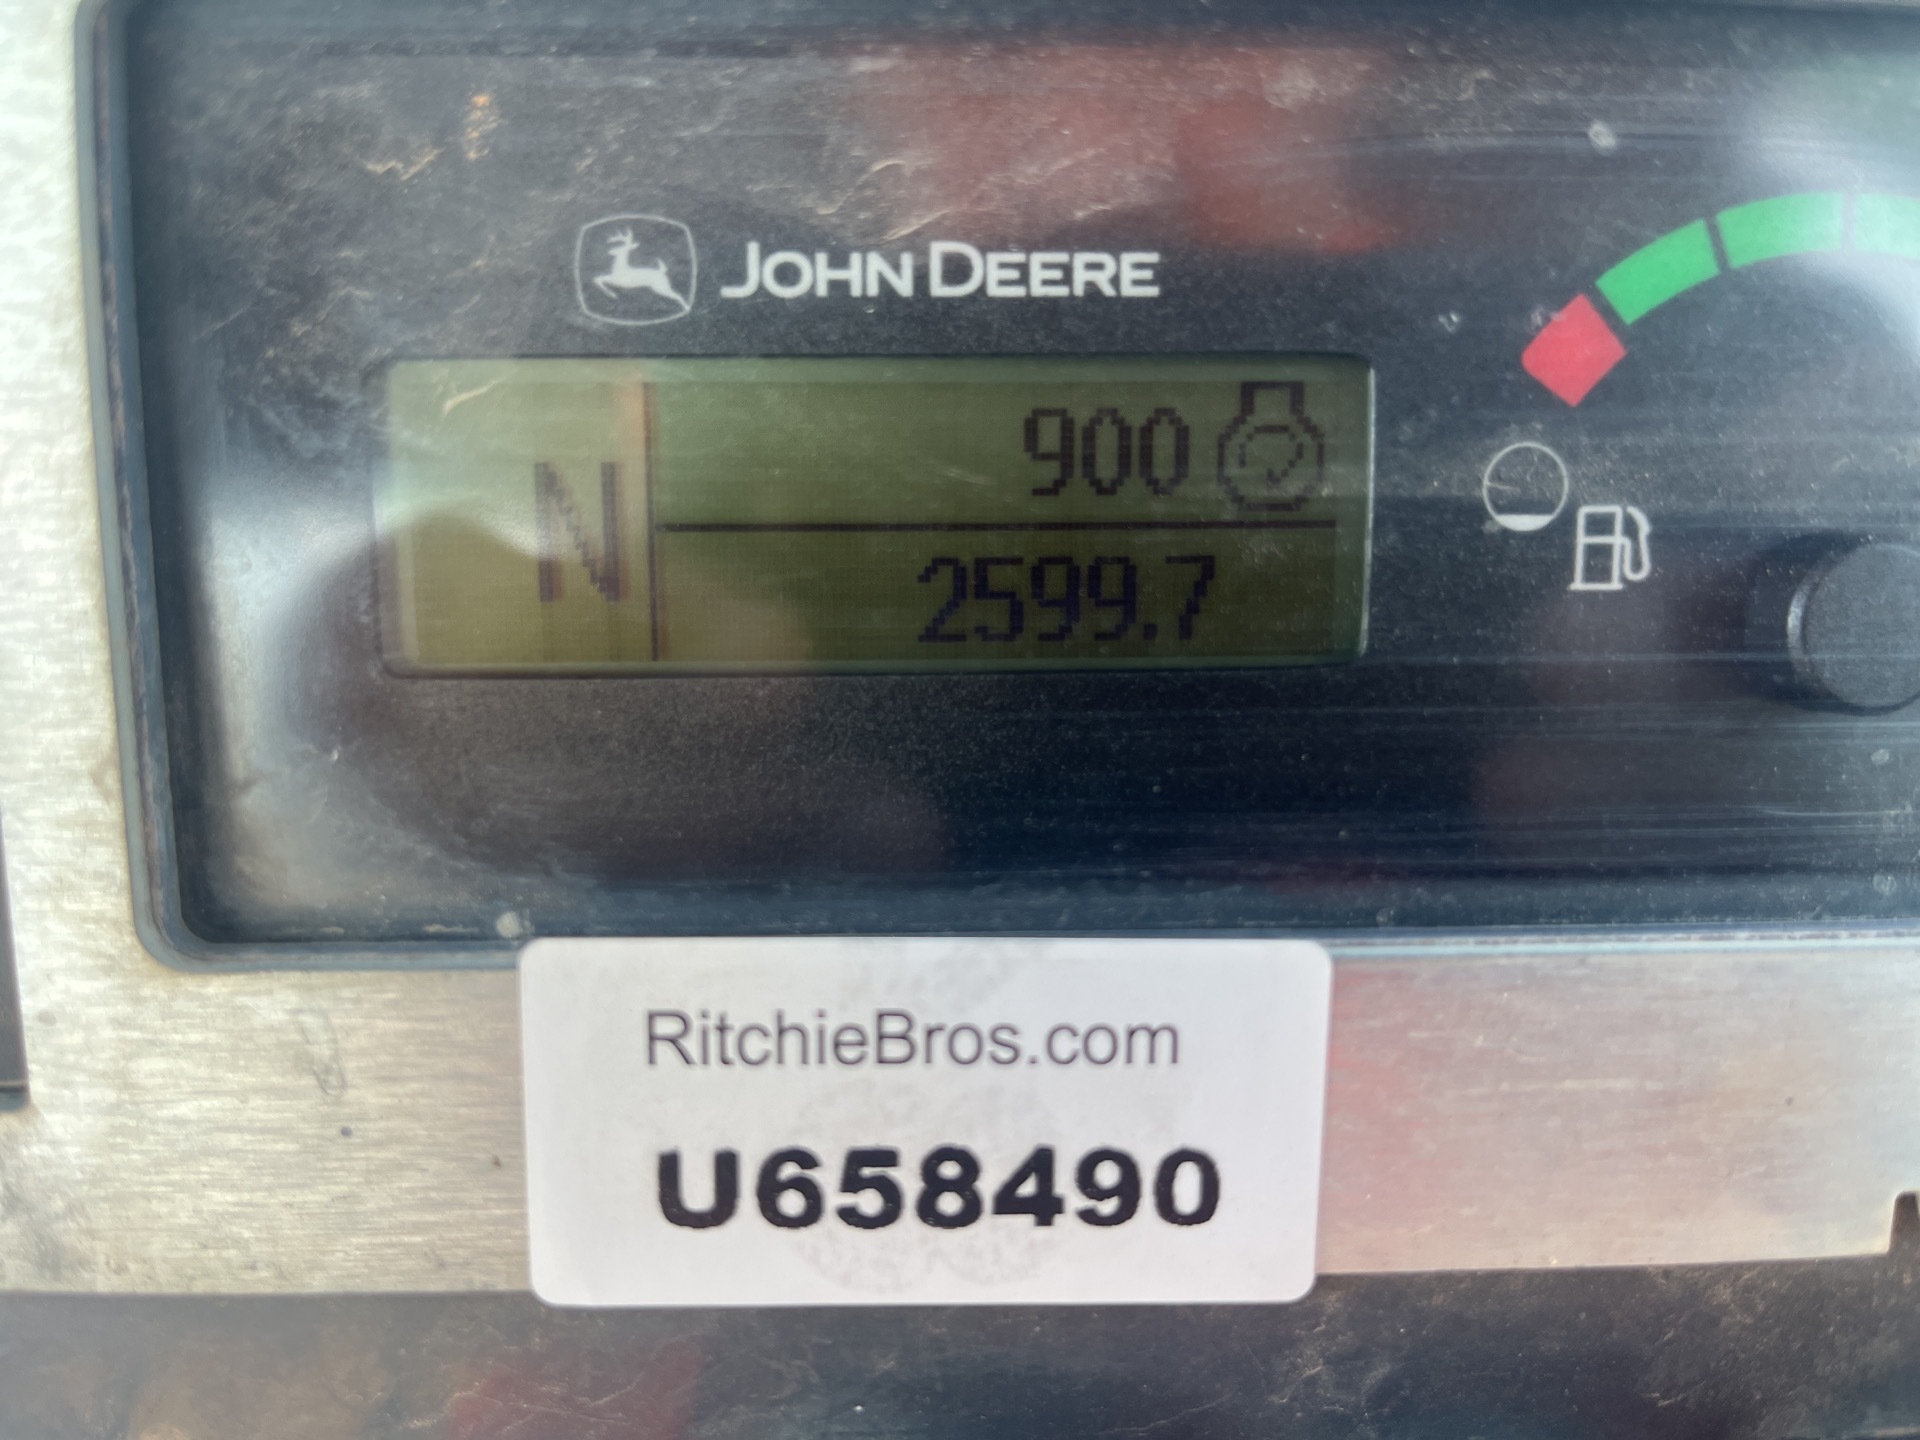 JOHN DEERE
900
N
2599.7
RitchieBros.com
U658490